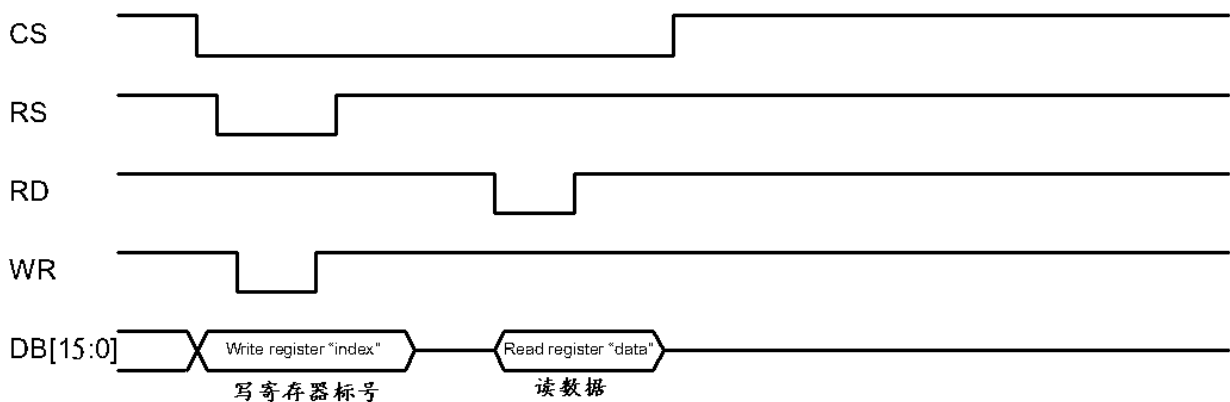 CS
RS
RD
WR
DB[15:0]
Write register "index"
Read register "data"
写寄存器标号
读数据